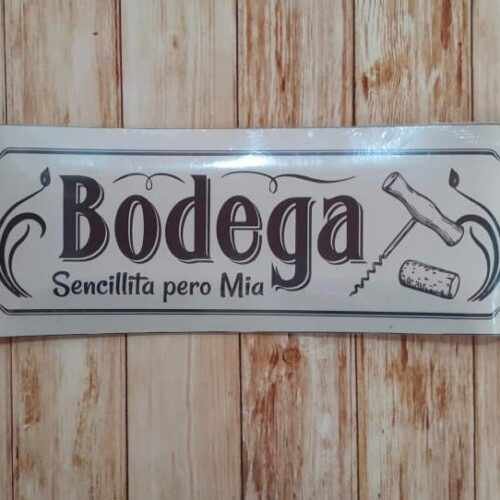 Bodega
Sencillita pero Mia